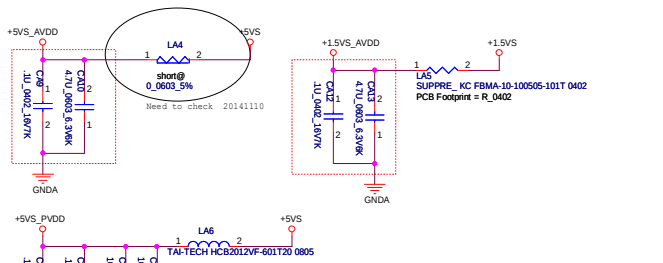 +5VS_AVDD
LA4
+5VS
1
2
short@
0_0603_5%
Need to check 20141110
CA9
.1U_0402_16V7K
1
2
CA10
4.7U_0603_6.3V6K
2
1
GNDA
+1.5VS_AVDD
+1.5VS
1
2
LA5
SUPPRE_ KC FBMA-10-100505-101T 0402
PCB Footprint = R_0402
CA12
.1U_0402_16V7K
1
2
CA13
4.7U_0603_6.3V6K
2
1
GNDA
+5VS_PVDD
LA6
+5VS
1
2
TAI-TECH HCB2012VF-601T20 0805